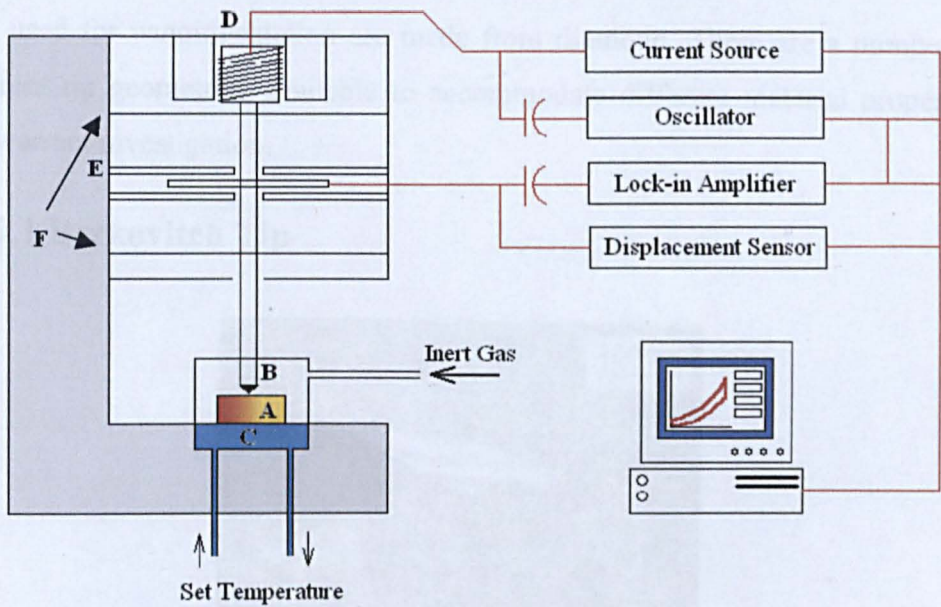 D
Current Source
Oscillator
E
Lock-in Amplifier
F
Displacement Sensor
Inert Gas
B
A
C
Set Temperature